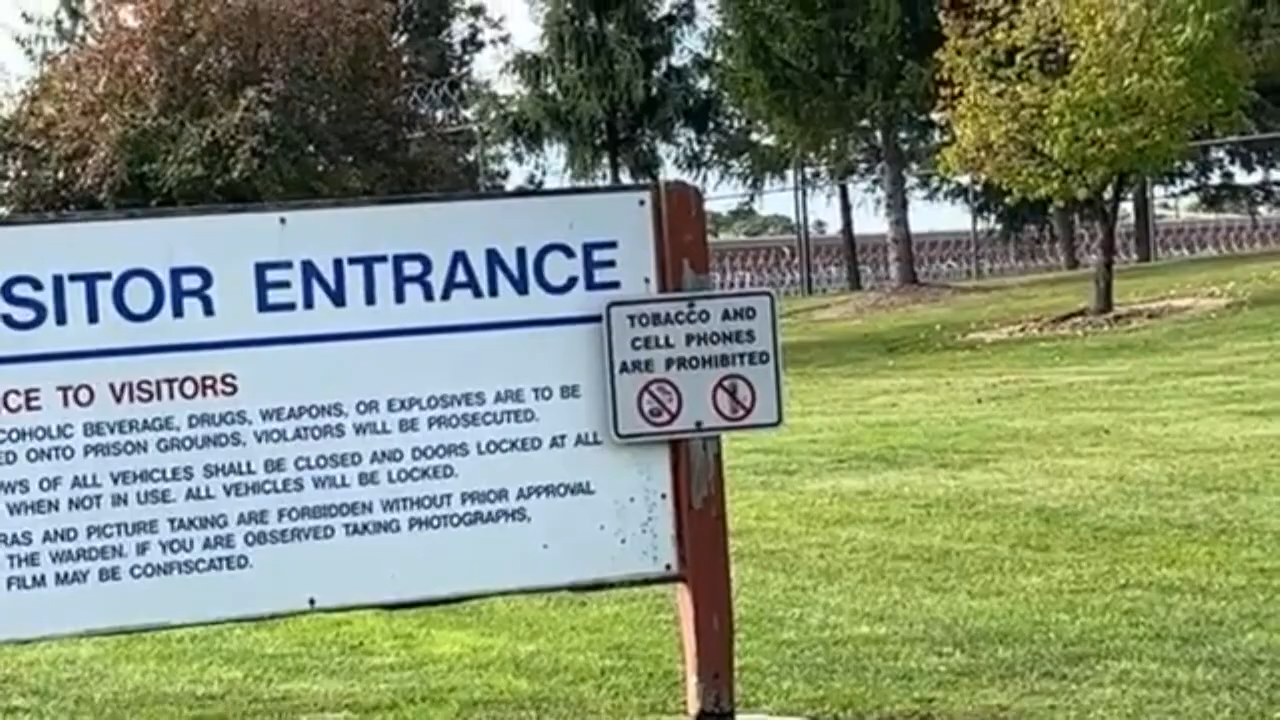 SITOR ENTRANCE
CE TO VISITORS
COHOLIC BEVERAGE, DRUGS, WEAPONS, OR EXPLOSIVES ARE TO BE
ED ONTO PRISON GROUNDS, VIOLATORS WILL BE PROSECUTED.
WS OF ALL VEHICLES SHALL BE CLOSED AND DOORS LOCKED AT ALL
WHEN NOT IN USE. ALL VEHICLES WILL BE LOCKED.
RAS AND PICTURE TAKING ARE FORBIDDEN WITHOUT PRIOR APPROVAL
THE WARDEN. IF YOU ARE OBSERVED TAKING PHOTOGRAPHS,
FILM MAY BE CONFISCATED.
TOBACCO AND
CELL PHONES
ARE PROHIBITED